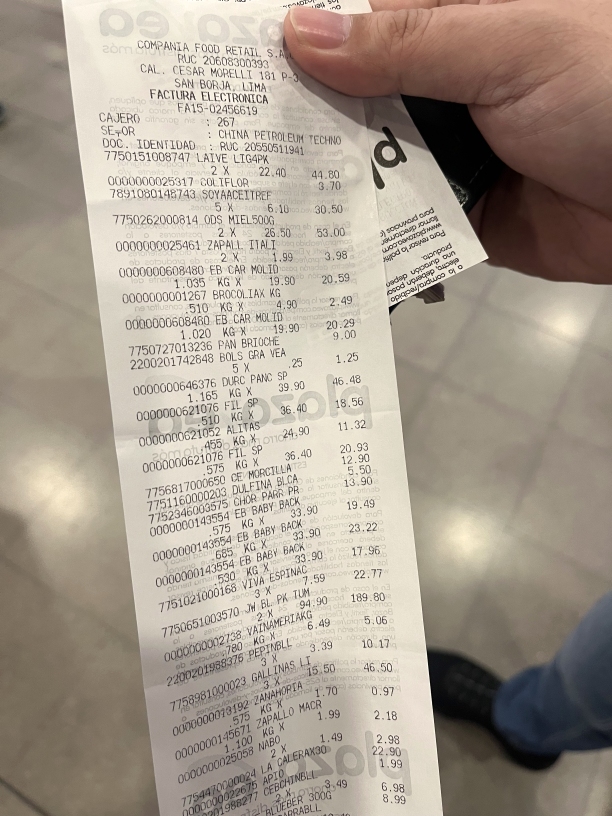 COMPANIA FOOD RETAIL S.A.
RUC 20608300393
CAL. CESAR MORELLI 181 P-3
SAN BORJA, LIMA
FACTURA ELECTRONICA
FA15-02456619
CAJERO : 267
SE¬OR : CHINA PETROLEUM TECHNO
DOC. IDENTIDAD : RUC 20550511941
7750151008747 LAIVE LIG4PK
2 X 22.40 44.80
0000000025317 COLIFLOR 3.70
7891080148743 SOYAACEITREF
5 X 6.10 30.50
7750262000814 ODS MIEL500G
2 X 26.50 53.00
0000000025461 ZAPALL ITALI
2 X 1.99 3.98
0000000608480 EB CAR MOLID
1.035 KG X 19.90 20.59
0000000001267 BROCOLIAX KG
.510 KG X 4.90 2.49
0000000608480 EB CAR MOLID
1.020 KG X 19.90 20.29
7750727013236 PAN BRIOCHE 9.00
2200201742848 BOLS GRA VEA
5 X .25 1.25
0000000646376 DURC PANC SP
1.165 KG X 39.90 46.48
0000000621076 FIL SP
.510 KG X 36.40 18.56
0000000621052 ALITAS
.455 KG X 24.90 11.32
0000000621076 FIL SP
.575 KG X 36.40 20.93
7756817000650 CE MORCILLA 12.90
7751160000203 DULFINA BLCA 5.50
7752346003575 CHOR PARR PR 13.90
0000000143554 EB BABY BACK
.575 KG X 33.90 19.49
0000000143554 EB BABY BACK
.685 KG X 33.90 23.22
0000000143554 EB BABY BACK
.530 KG X 33.90 17.96
7751021000168 VIVA ESPINAC
3 X 7.59 22.77
7750651003570 JW BL PK TUM
2 X 94.90 189.80
0000000002738 VAINAMERIAKG
.780 KG X 6.49 5.06
2200201988376 PEPINBLL
3 X 3.39 10.17
7758981000023 GALLINAS LI
3 X 15.50 46.50
0000000019192 ZANAHORIA
.575 KG X 1.70 0.97
0000000145671 ZAPALLO MACR
1.100 KG X 1.99 2.18
0000000025058 NABO
2 X 1.49 2.98
7754470000024 LA CALERAX30 22.90
0000000022675 APIO 1.99
CEBCHINBLL
2 X 3.49 6.98
BLUEBER 300G 8.99